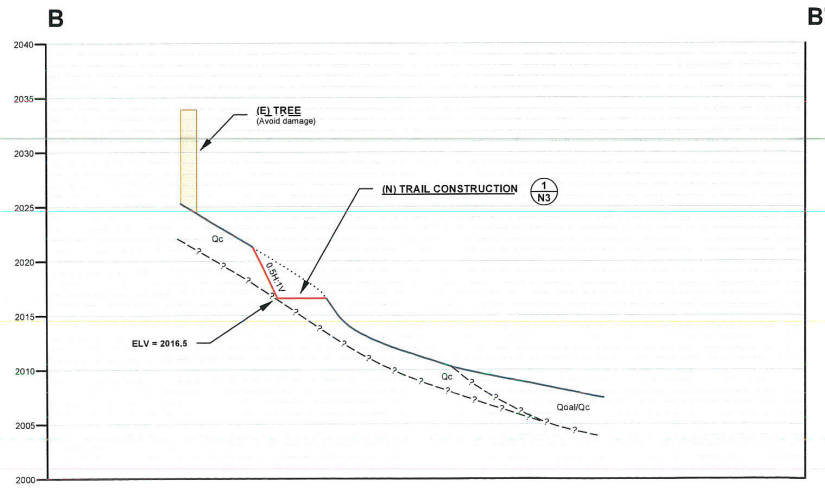 B
B'
2040
2035
2030
2025
2020
2015
2010
2005
2000
(E) TREE
(Avoid damage)
(N) TRAIL CONSTRUCTION
1
N3
Qc
0.5H:1V
ELV = 2016.5
Qc
Qoal/Qc
? ? ? ? ? ? ? ? ? ? ? ? ? ? ?
? ? ? ?